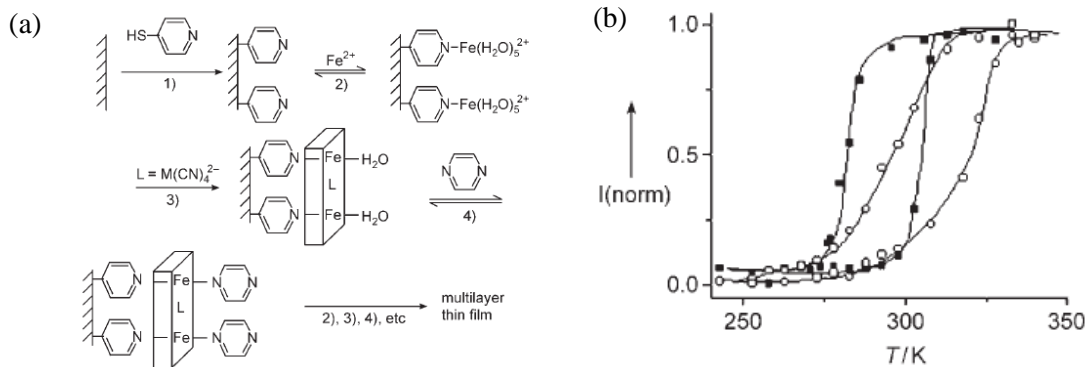 (a)
HS
N
1)
N
N
Fe²⁺
2)
N–Fe(H₂O)₅²⁺
N–Fe(H₂O)₅²⁺
L = M(CN)₄²⁻
3)
N
N
Fe
L
Fe
H₂O
H₂O
N
N
4)
N
N
Fe
L
Fe
N
N
N
N
2), 3), 4), etc
multilayer
thin film
(b)
1.0
0.5
0.0
I(norm)
250
300
350
T/K